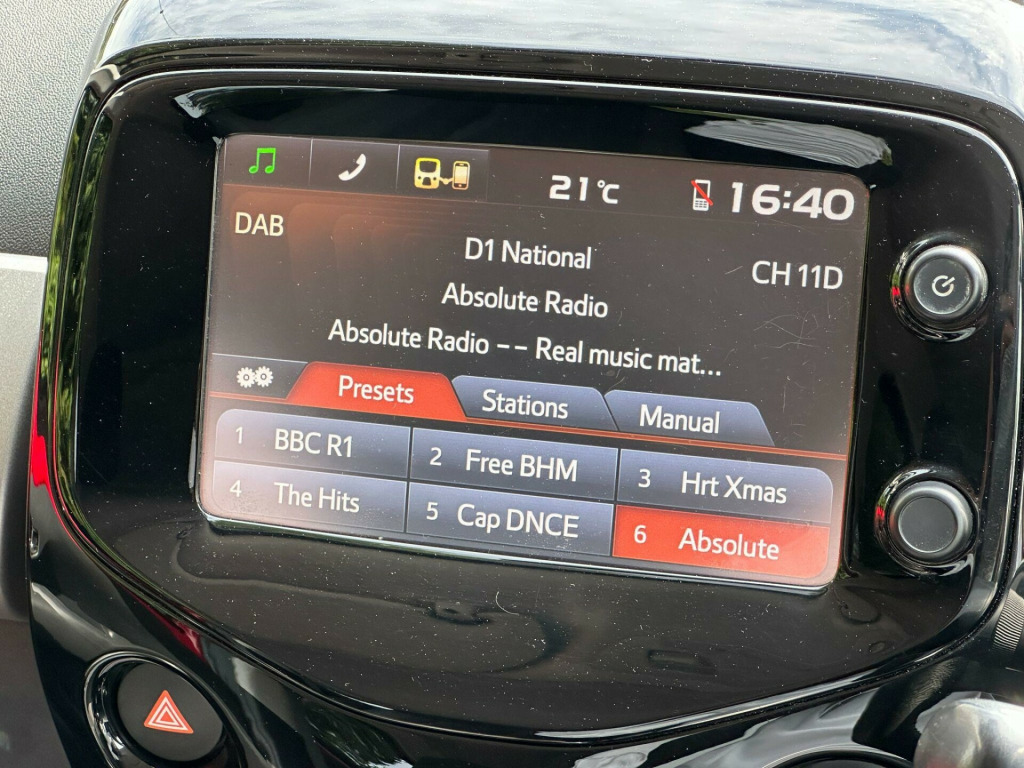 21°C
16:40
DAB
D1 National
CH 11D
Absolute Radio
Absolute Radio -- Real music mat...
Presets Stations Manual
1 BBC R1 2 Free BHM 3 Hrt Xmas
4 The Hits 5 Cap DNCE 6 Absolute